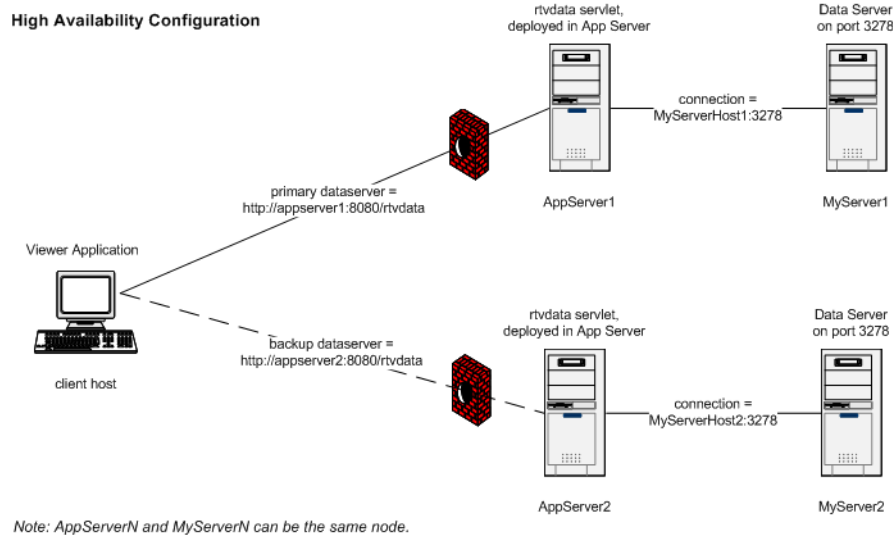 High Availability Configuration
rtvdata servlet,
deployed in App Server
Data Server
on port 3278
connection =
MyServerHost1:3278
primary dataserver =
http://appserver1:8080/rtvdata
AppServer1
MyServer1
Viewer Application
client host
rtvdata servlet,
deployed in App Server
Data Server
on port 3278
backup dataserver =
http://appserver2:8080/rtvdata
connection =
MyServerHost2:3278
AppServer2
MyServer2
Note: AppServerN and MyServerN can be the same node.